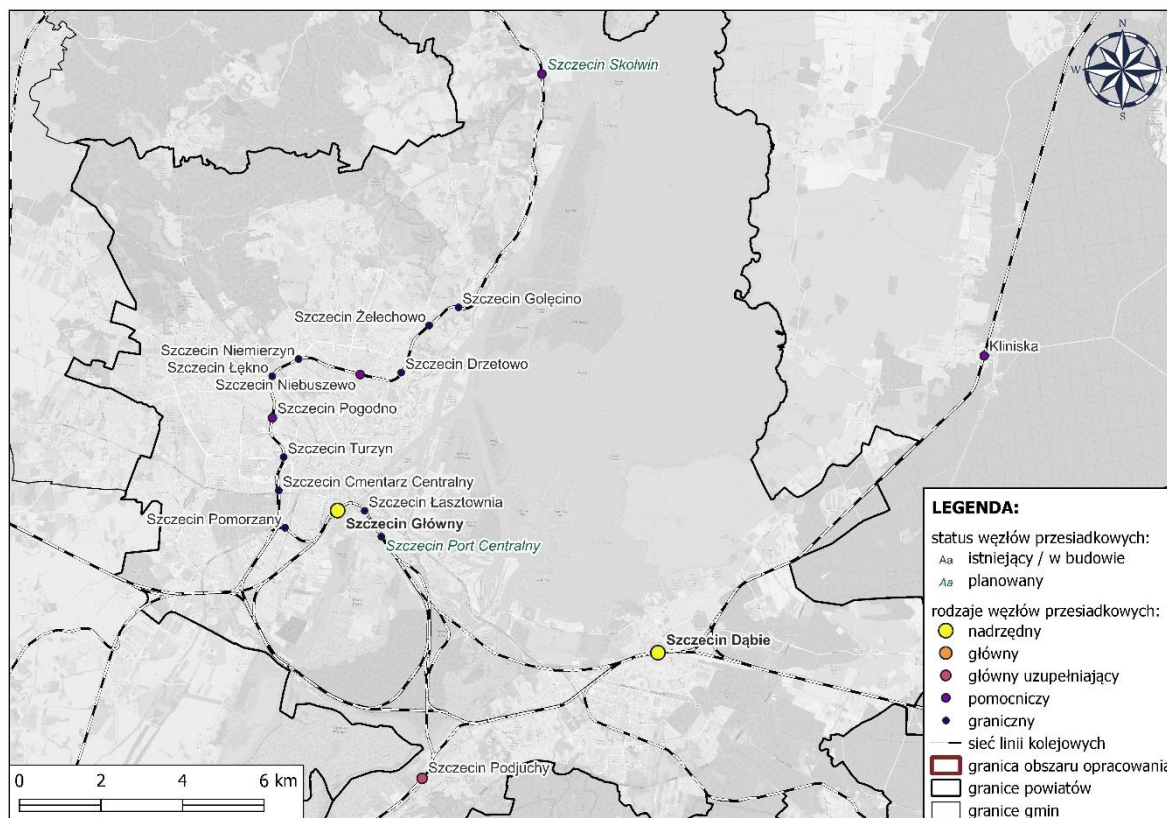 N
W
E
S
Szczecin Skolwin
Szczecin Golęcino
Szczecin Żelechowo
Szczecin Niemierzyn
Szczecin Łękno
Szczecin Drzetowo
Szczecin Niebuszewo
Kliniska
Szczecin Pogodno
Szczecin Turzyn
Szczecin Cmentarz Centralny
Szczecin Łasztownia
Szczecin Pomorzany
Szczecin Główny
Szczecin Port Centralny
Szczecin Dąbie
Szczecin Podjuchy
LEGENDA:
status węzłów przesiadkowych:
Aa istniejący / w budowie
Aa planowany
rodzaje węzłów przesiadkowych:
nadrzędny
główny
główny uzupełniający
pomocniczy
graniczny
sieć linii kolejowych
granica obszaru opracowania
granice powiatów
granice gmin
0 2 4 6 km